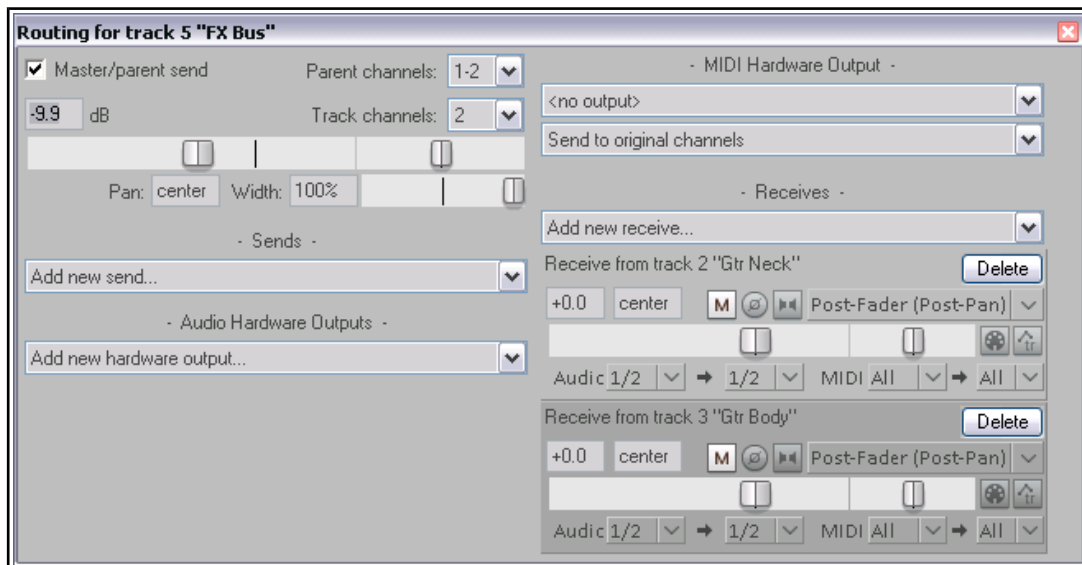 Routing for track 5 "FX Bus"
Master/parent send
Parent channels: 1-2
-9.9 dB
Track channels: 2
Pan: center Width: 100%
- Sends -
Add new send...
- Audio Hardware Outputs -
Add new hardware output...
- MIDI Hardware Output -
<no output>
Send to original channels
- Receives -
Add new receive...
Receive from track 2 "Gtr Neck"
Delete
+0.0 center M Post-Fader (Post-Pan)
tr
Audio 1/2 → 1/2 MIDI All → All
Receive from track 3 "Gtr Body"
Delete
+0.0 center M Post-Fader (Post-Pan)
tr
Audio 1/2 → 1/2 MIDI All → All